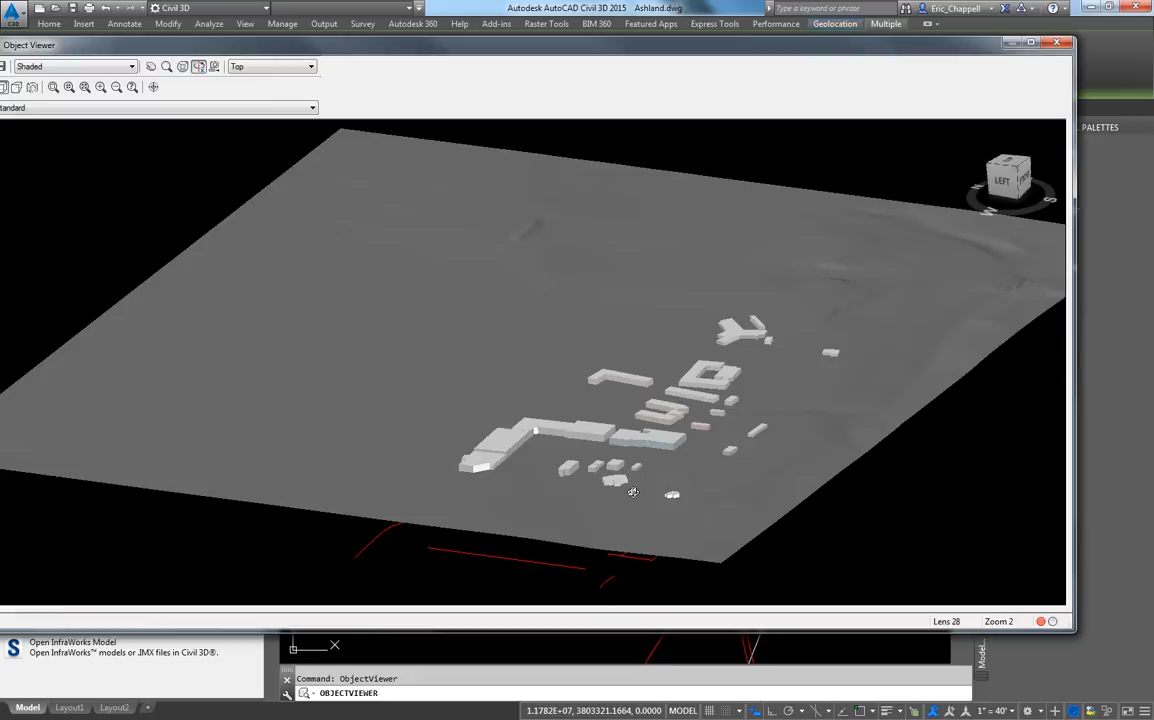 Civil 3D
Autodesk AutoCAD Civil 3D 2015 Ashland.dwg
Type a keyword or phrase
Eric_Chappell
C3D
Home Insert Annotate Modify Analyze View Manage Output Survey Autodesk 360 Help Add-ins Raster Tools BIM 360 Featured Apps Express Tools Performance Geolocation Multiple
Object Viewer
Shaded
Top
tandard
PALETTES
LEFT
N
W
S
Lens 28 Zoom 2
Open InfraWorks Model
Open InfraWorks™ models or .IMX files in Civil 3D®.
Model...
Command: ObjectViewer
OBJECTVIEWER
Model Layout1 Layout2 +
1.1782E+07, 3803321.1664, 0.0000 MODEL 1" = 40'